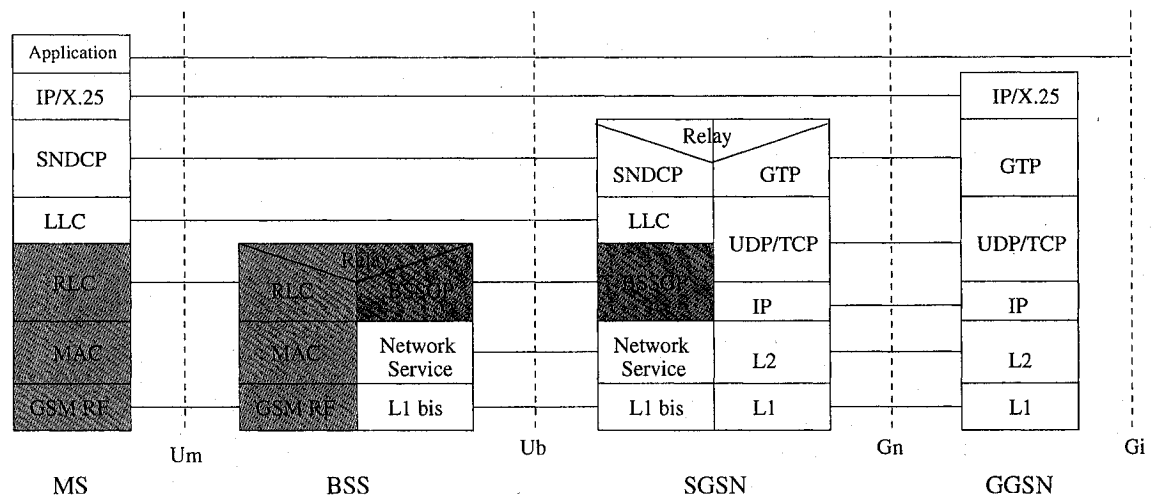 Application
IP/X.25
SNDCP
LLC
RLC
MAC
GSM RF
Relay
RLC
BSSGP
MAC
Network
Service
GSM RF
L1 bis
Relay
SNDCP
GTP
LLC
UDP/TCP
BSSGP
IP
Network
Service
L2
L1 bis
L1
IP/X.25
GTP
UDP/TCP
IP
L2
L1
Um
Ub
Gn
Gi
MS
BSS
SGSN
GGSN